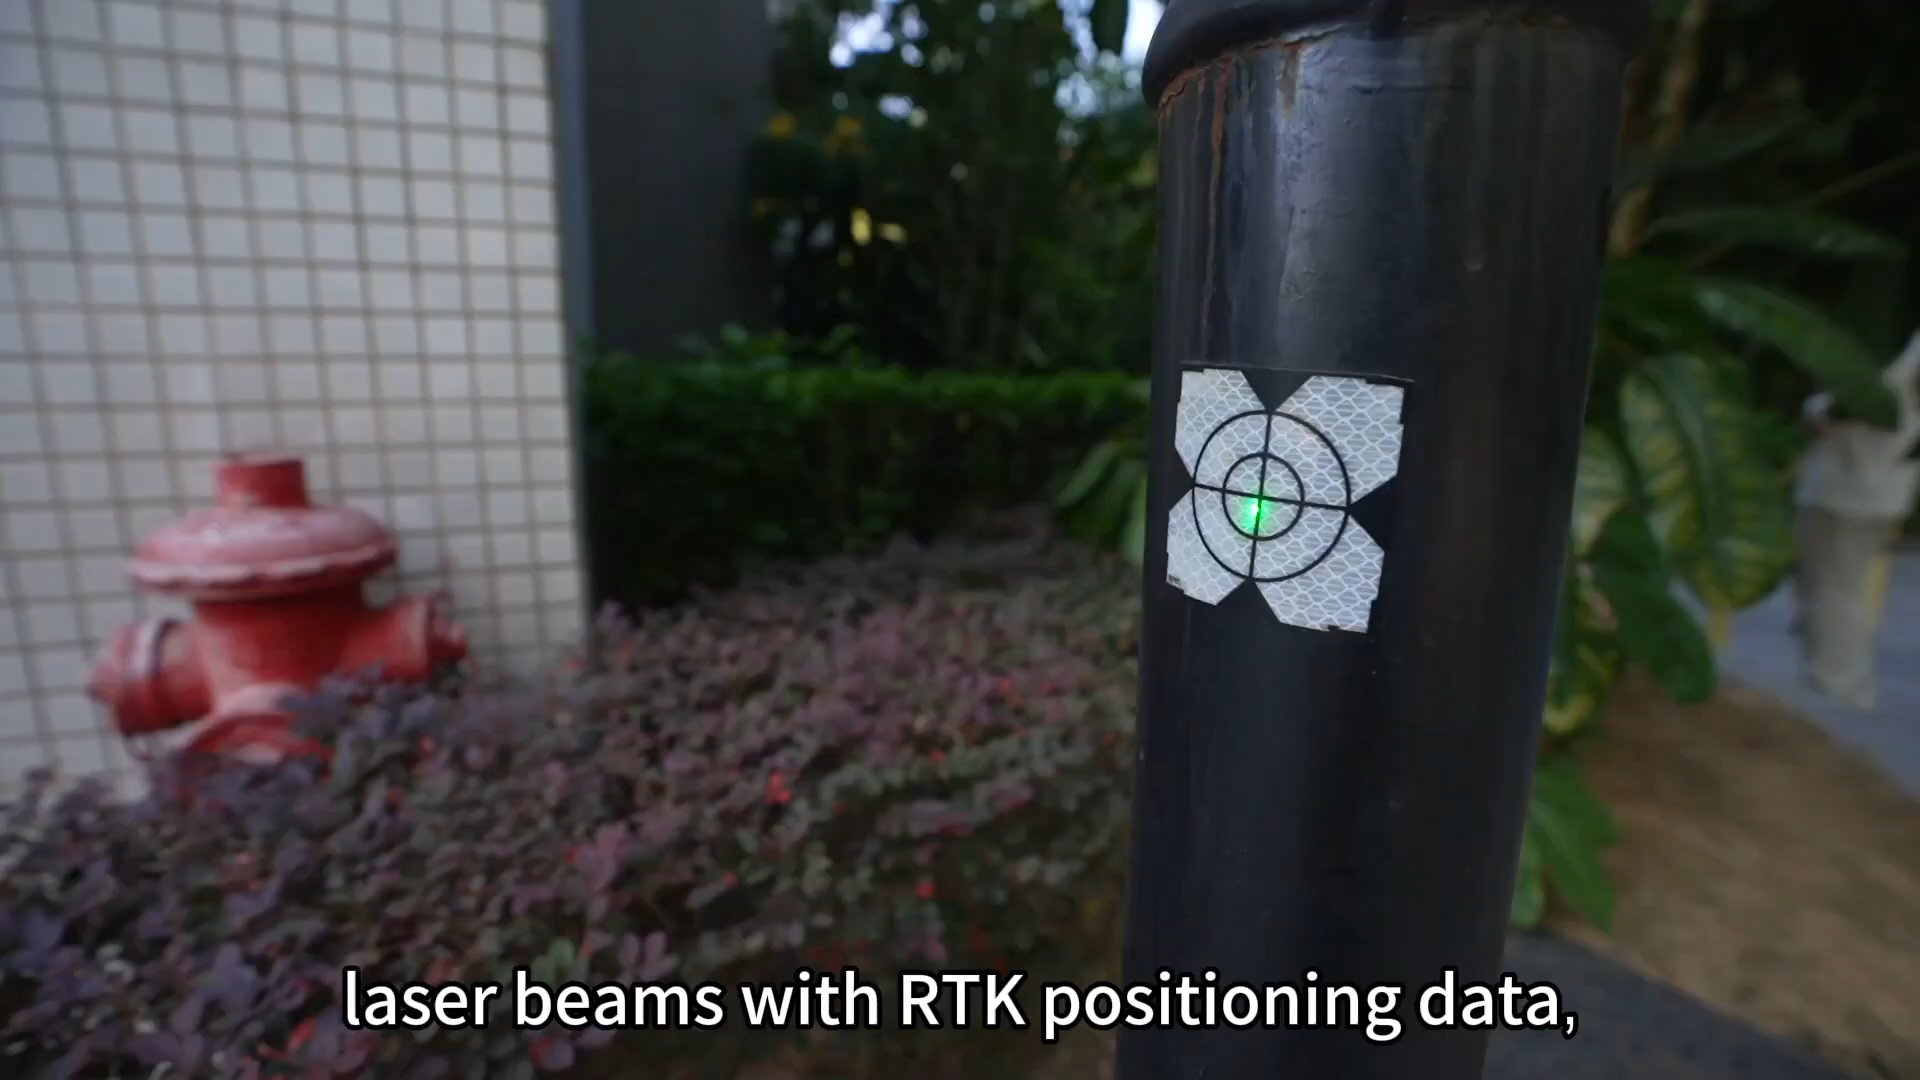 laser beams with RTK positioning data,